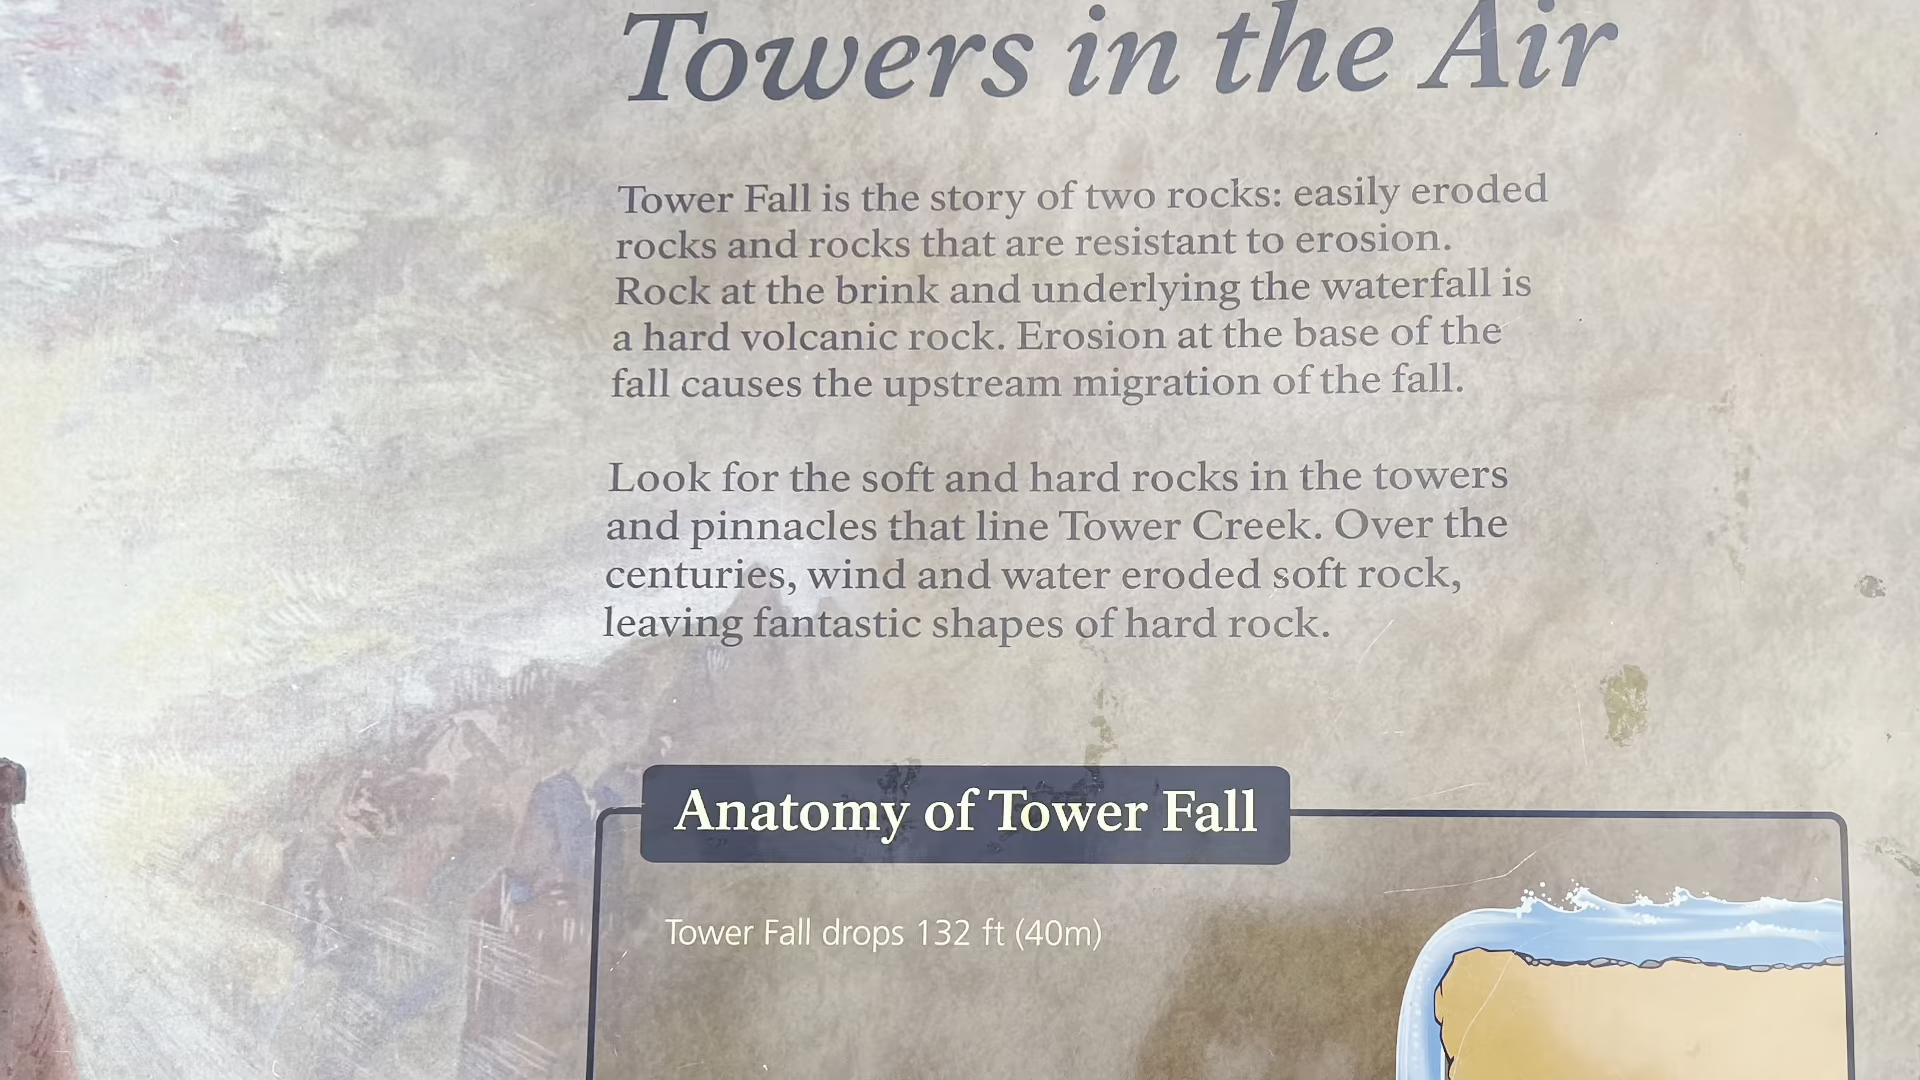 Towers in the Air
Tower Fall is the story of two rocks: easily eroded
rocks and rocks that are resistant to erosion.
Rock at the brink and underlying the waterfall is
a hard volcanic rock. Erosion at the base of the
fall causes the upstream migration of the fall.
Look for the soft and hard rocks in the towers
and pinnacles that line Tower Creek. Over the
centuries, wind and water eroded soft rock,
leaving fantastic shapes of hard rock.
Anatomy of Tower Fall
Tower Fall drops 132 ft (40m)